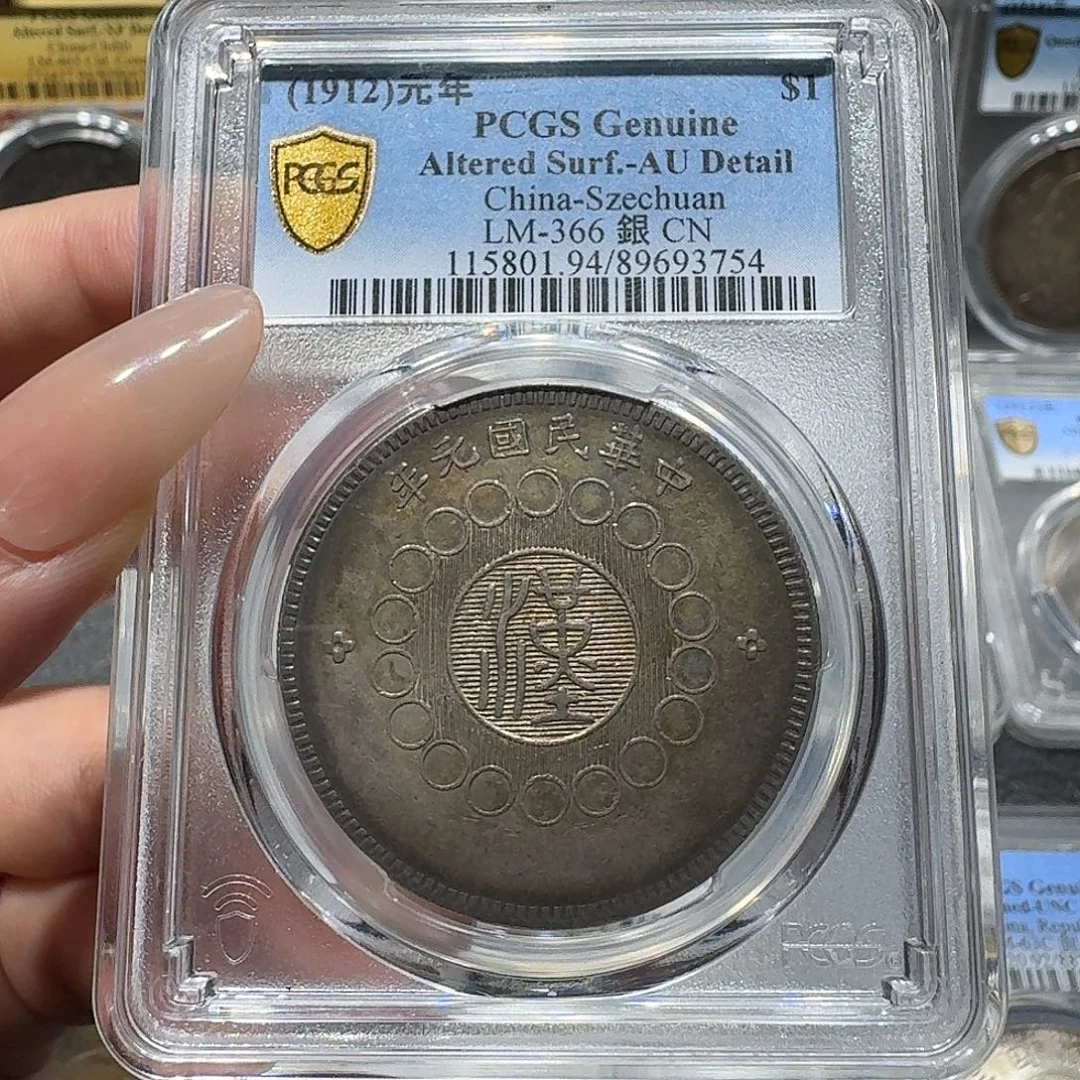 (1912)元年 $1
PCGS Genuine
PCGS
Altered Surf.-AU Detail
China-Szechuan
LM-366 銀 CN
115801.94/89693754
年元國民華中
漢
PCGS